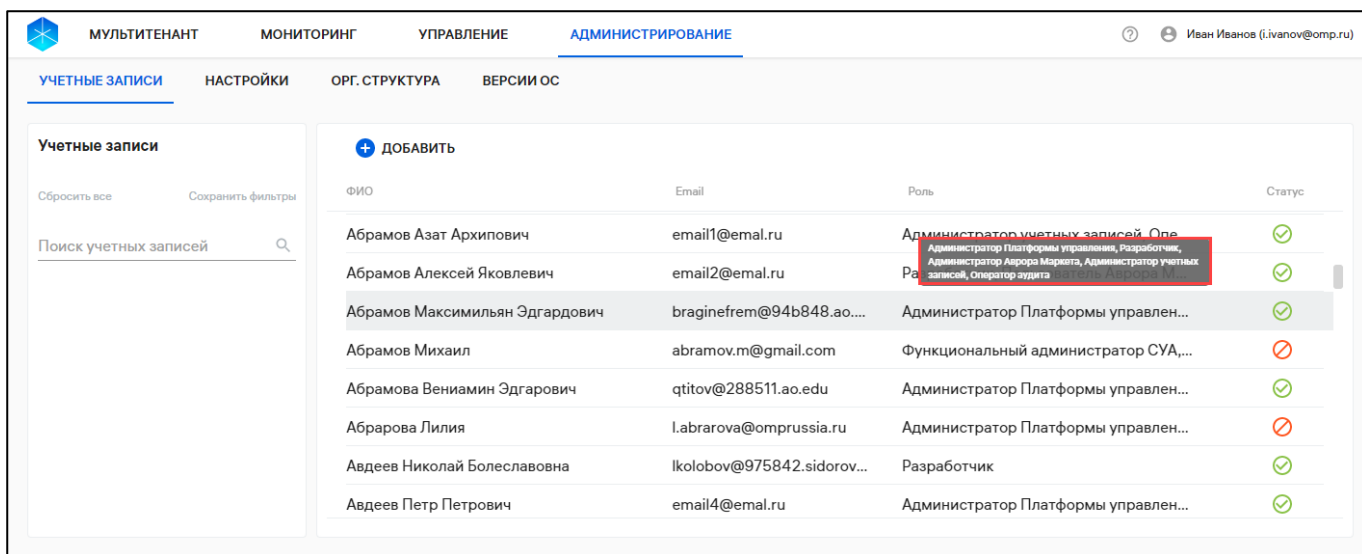 МУЛЬТИТЕНАНТ МОНИТОРИНГ УПРАВЛЕНИЕ АДМИНИСТРИРОВАНИЕ Иван Иванов (i.ivanov@omp.ru)
УЧЕТНЫЕ ЗАПИСИ НАСТРОЙКИ ОРГ. СТРУКТУРА ВЕРСИИ ОС
Учетные записи
Сбросить все Сохранить фильтры
Поиск учетных записей
ДОБАВИТЬ
ФИО Email Роль Статус
Абрамов Азат Архипович email1@emal.ru Администратор учетных записей, Опе...
Администратор Платформы управления, Разработчик,
Администратор Аврора Маркета, Администратор учетных
записей, Оператор аудита
Абрамов Алексей Яковлевич email2@emal.ru
Абрамов Максимильян Эдгардович braginefrem@94b848.ao.... Администратор Платформы управлен...
Абрамов Михаил abramov.m@gmail.com Функциональный администратор СУА,...
Абрамова Вениамин Эдгарович qtitov@288511.ao.edu Администратор Платформы управлен...
Абрарова Лилия l.abrarova@omprussia.ru Администратор Платформы управлен...
Авдеев Николай Болеславовна lkolobov@975842.sidorov... Разработчик
Авдеев Петр Петрович email4@emal.ru Администратор Платформы управлен...